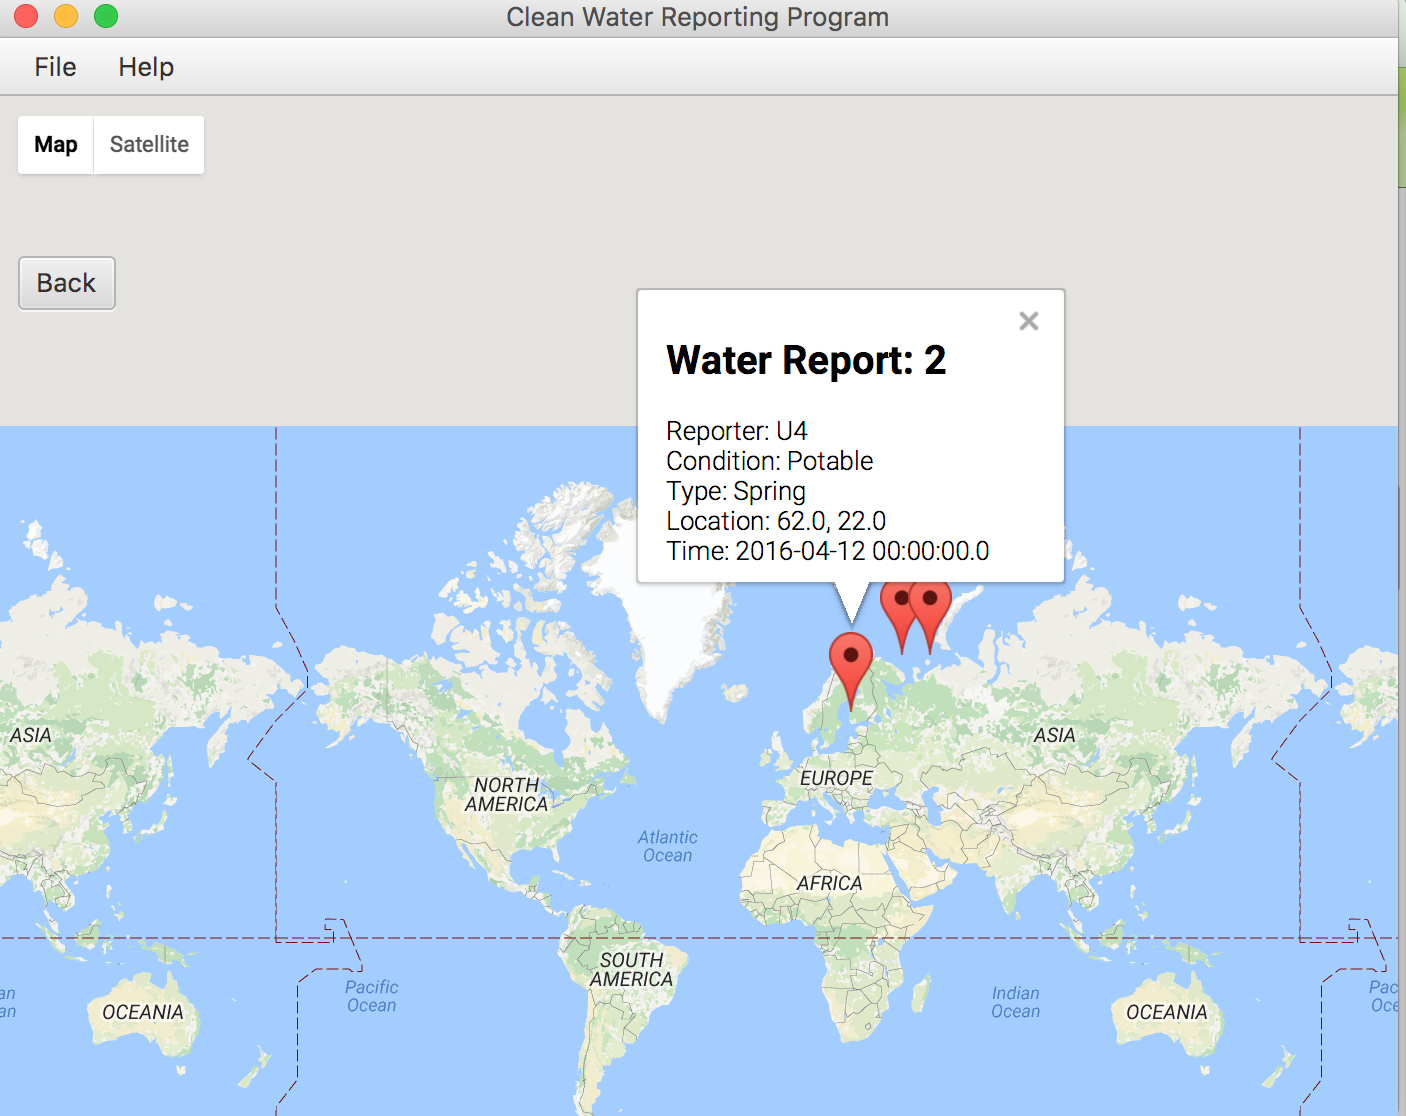 Clean Water Reporting Program
File Help
Map Satellite
Back
Water Report: 2
Reporter: U4
Condition: Potable
Type: Spring
Location: 62.0, 22.0
Time: 2016-04-12 00:00:00.0
ASIA
NORTH
AMERICA
EUROPE
ASIA
Atlantic
Ocean
AFRICA
SOUTH
AMERICA
an
an
OCEANIA
Pacific
Ocean
Indian
Ocean
OCEANIA
Pac
Oce